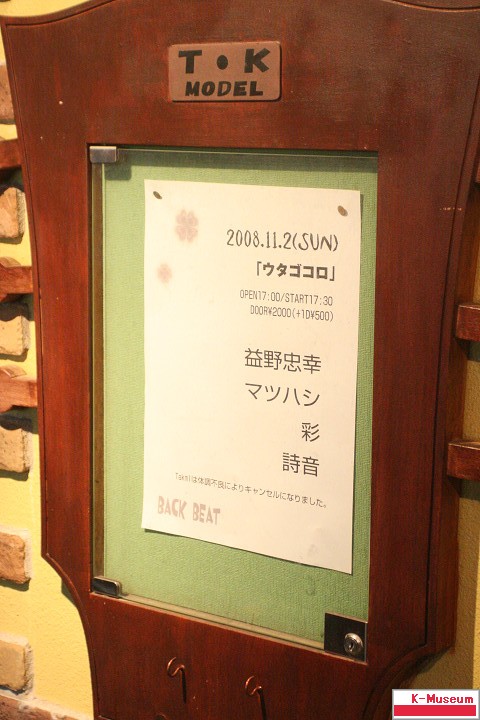 T・K
MODEL
2008.11.2(SUN)
「ウタゴコロ」
OPEN17:00/START17:30
DOOR¥2000(+1D¥500)
益野忠幸
マツハシ
彩
詩音
Takuは体調不良によりキャンセルになりました。
BACK BEAT
K-Museum